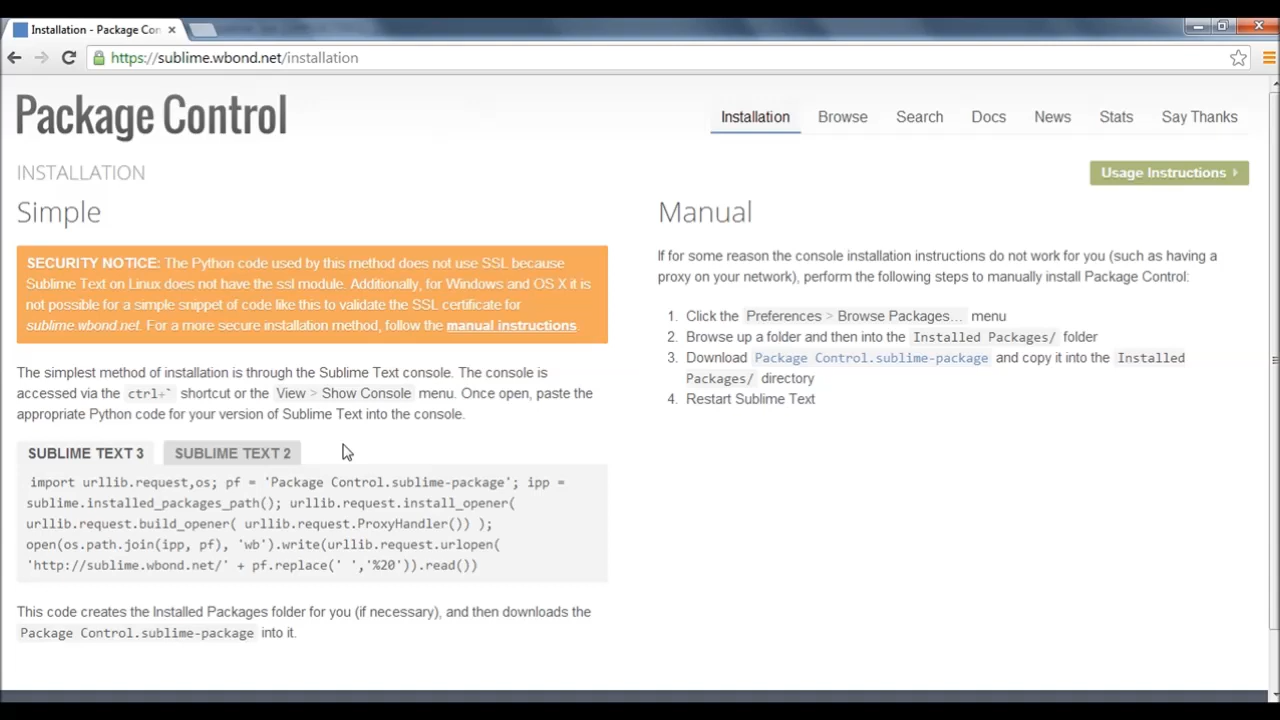 Installation - Package Con
https://sublime.wbond.net/installation
Package Control
Installation
Browse
Search
Docs
News
Stats
Say Thanks
INSTALLATION
Usage Instructions
Simple
SECURITY NOTICE: The Python code used by this method does not use SSL because
Sublime Text on Linux does not have the ssl module. Additionally, for Windows and OS X it is
not possible for a simple snippet of code like this to validate the SSL certificate for
sublime.wbond.net. For a more secure installation method, follow the manual instructions.
The simplest method of installation is through the Sublime Text console. The console is
accessed via the ctrl+` shortcut or the View > Show Console menu. Once open, paste the
appropriate Python code for your version of Sublime Text into the console.
SUBLIME TEXT 3
SUBLIME TEXT 2
import urllib.request,os; pf = 'Package Control.sublime-package'; ipp =
sublime.installed_packages_path(); urllib.request.install_opener(
urllib.request.build_opener( urllib.request.ProxyHandler()) );
open(os.path.join(ipp, pf), 'wb').write(urllib.request.urlopen(
'http://sublime.wbond.net/' + pf.replace(' ','%20')).read())
This code creates the Installed Packages folder for you (if necessary), and then downloads the
Package Control.sublime-package into it.
Manual
If for some reason the console installation instructions do not work for you (such as having a
proxy on your network), perform the following steps to manually install Package Control:
1. Click the Preferences > Browse Packages… menu
2. Browse up a folder and then into the Installed Packages/ folder
3. Download Package Control.sublime-package and copy it into the Installed
Packages/ directory
4. Restart Sublime Text